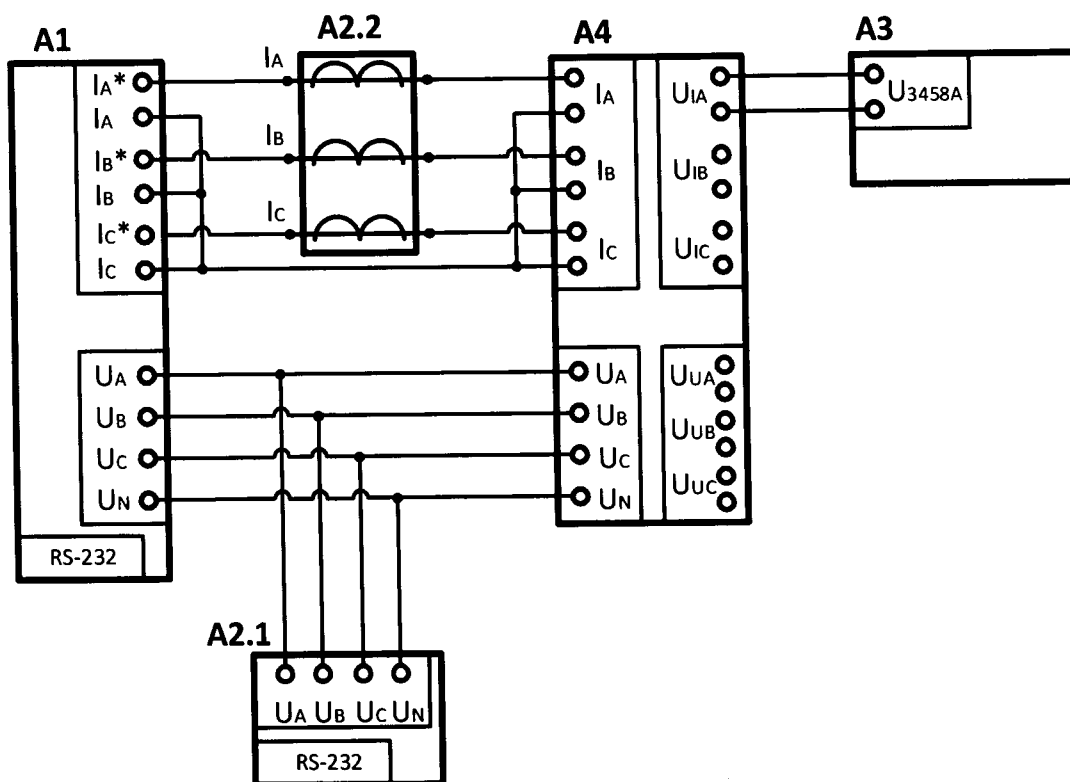 A1
A2.2
A4
A3
IA*
IA
IB*
IB
IC*
IC
IA
IB
IC
IA
IB
IC
UIA
UIB
UIC
U3458A
UA
UB
UC
UN
RS-232
UA
UB
UC
UN
UUA
UUB
UUC
A2.1
UA UB UC UN
RS-232